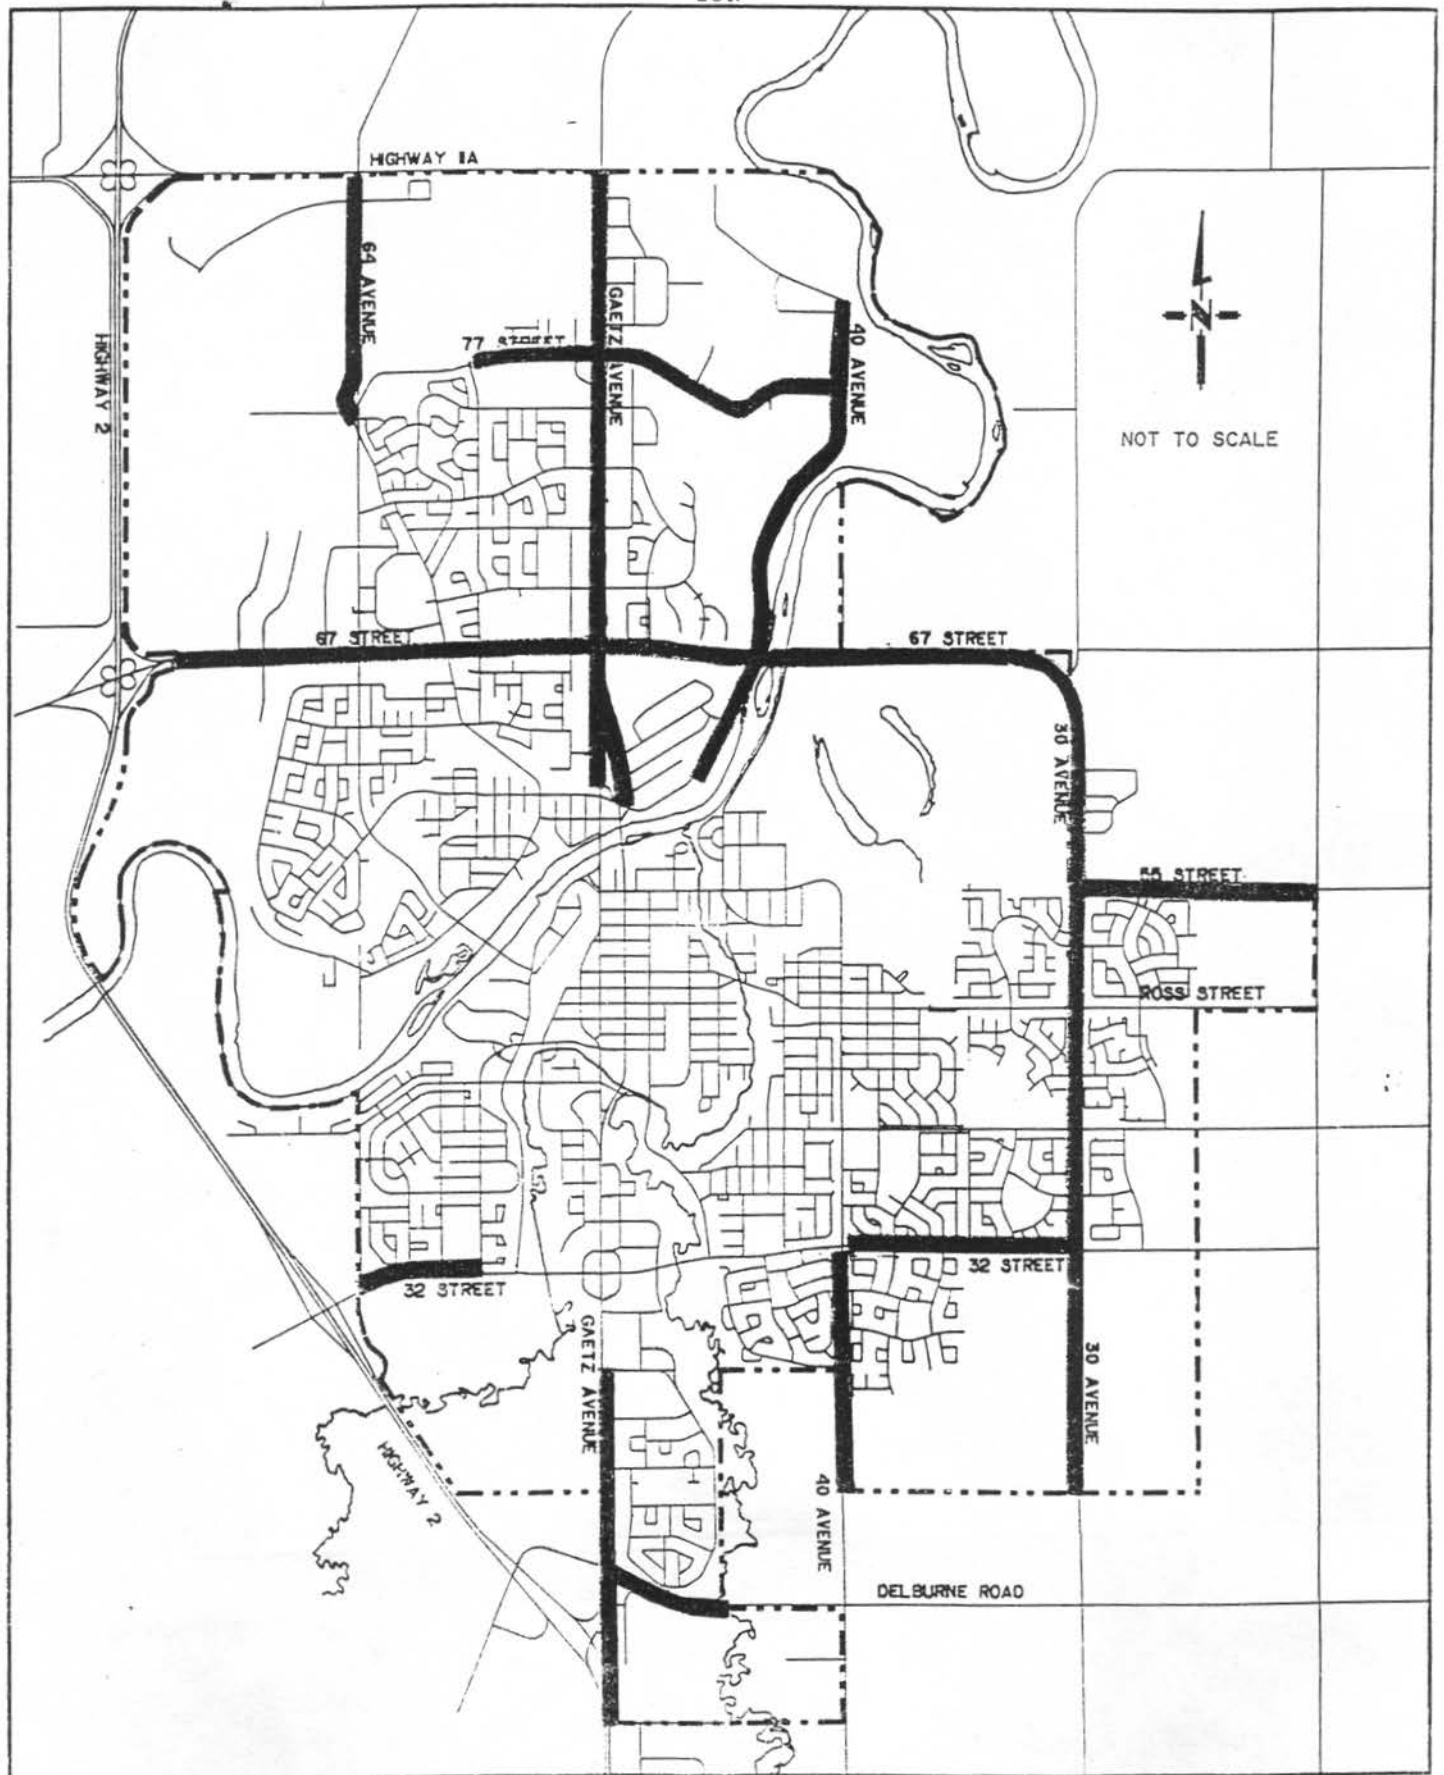 HIGHWAY 11A
64 AVENUE
GAETZ AVENUE
77 STREET
40 AVENUE
HIGHWAY 2
N
NOT TO SCALE
67 STREET
67 STREET
30 AVENUE
55 STREET
ROSS STREET
32 STREET
32 STREET
GAETZ AVENUE
30 AVENUE
HIGHWAY 2
40 AVENUE
DELBURNE ROAD